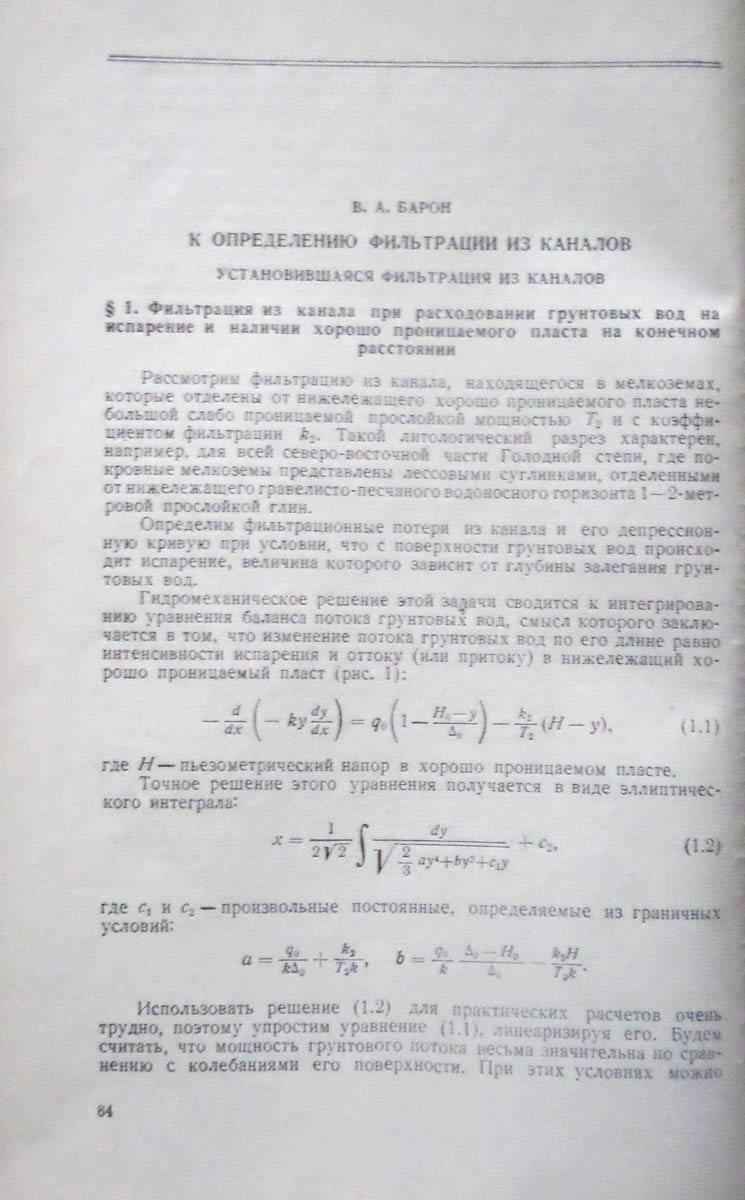 В. А. БАРОН
К ОПРЕДЕЛЕНИЮ ФИЛЬТРАЦИИ ИЗ КАНАЛОВ
УСТАНОВИВШАЯСЯ ФИЛЬТРАЦИЯ ИЗ КАНАЛОВ
§ 1. Фильтрация из канала при расходовании грунтовых вод на
испарение и наличии хорошо проницаемого пласта на конечном
расстоянии
Рассмотрим фильтрацию из канала, находящегося в мелкоземах,
которые отделены от нижележащего хорошо проницаемого пласта не-
большой слабо проницаемой прослойкой мощностью T₂ и с коэффи-
циентом фильтрации k₂. Такой литологический разрез характерен,
например, для всей северо-восточной части Голодной степи, где по-
кровные мелкоземы представлены лессовыми суглинками, отделенными
от нижележащего гравелисто-песчаного водоносного горизонта 1—2-мет-
ровой прослойкой глин.
Определим фильтрационные потери из канала и его депрессион-
ную кривую при условии, что с поверхности грунтовых вод происхо-
дит испарение, величина которого зависит от глубины залегания грун-
товых вод.
Гидромеханическое решение этой задачи сводится к интегрирова-
нию уравнения баланса потока грунтовых вод, смысл которого заклю-
чается в том, что изменение потока грунтовых вод по его длине равно
интенсивности испарения и оттоку (или притоку) в нижележащий хо-
рошо проницаемый пласт (рис. 1):
— d/dx (— ky dy/dx) = q₀ (1 — (H₀ — y)/Δ₀) — k₂/T₂ (H — y), (1.1)
где H — пьезометрический напор в хорошо проницаемом пласте.
Точное решение этого уравнения получается в виде эллиптичес-
кого интеграла:
x = 1/(2√2) ∫ dy/√(2/3 ay⁴+by³+c₁y) + c₂, (1.2)
где c₁ и c₂ — произвольные постоянные, определяемые из граничных
условий:
a = q₀/(kΔ₀) + k₂/(T₂k), b = q₀/k (Δ₀ — H₀)/Δ₀ — k₂H/(T₂k).
Использовать решение (1.2) для практических расчетов очень
трудно, поэтому упростим уравнение (1.1), линеаризируя его. Будем
считать, что мощность грунтового потока весьма значительна по срав-
нению с колебаниями его поверхности. При этих условиях можно
84